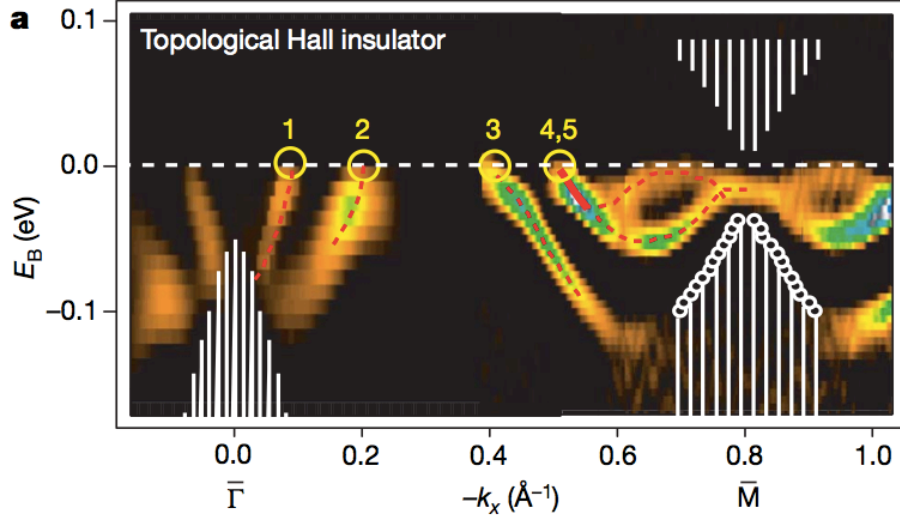 a
0.1
Topological Hall insulator
1
2
3
4,5
0.0
E_B (eV)
−0.1
0.0
0.2
0.4
0.6
0.8
1.0
Γ̅
−k_x (Å⁻¹)
M̅